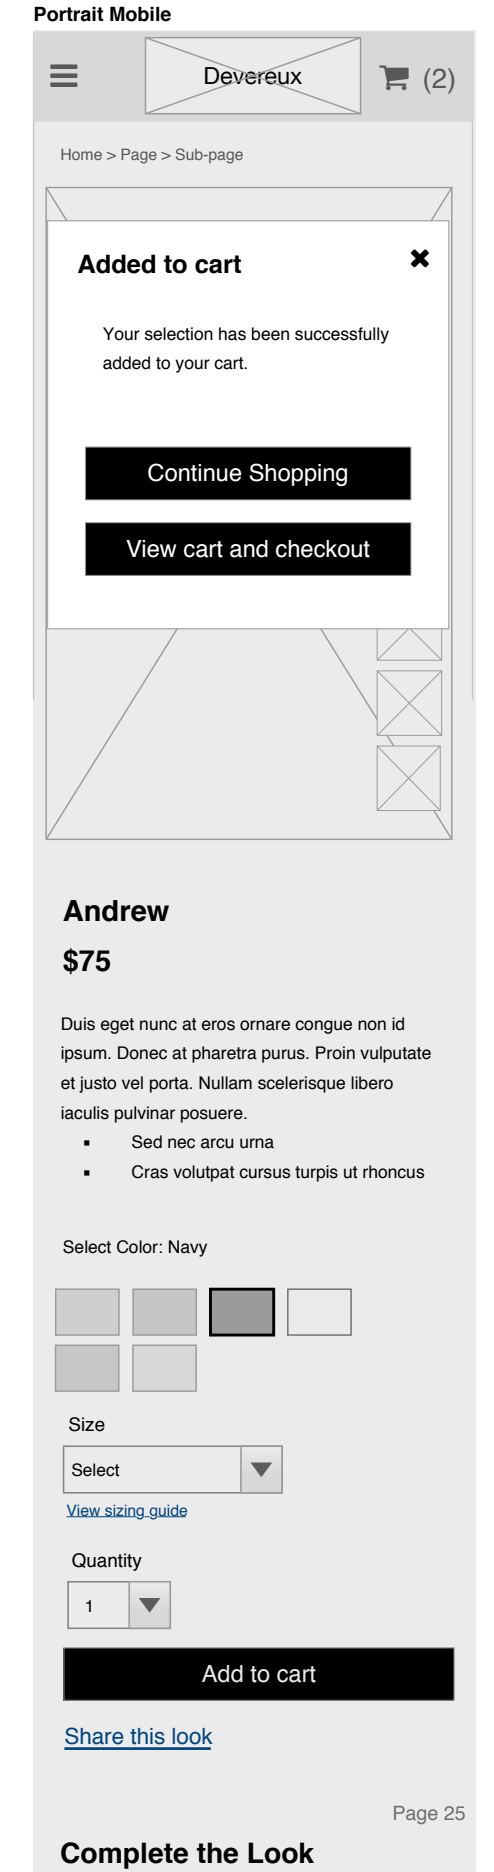 Portrait Mobile
Devereux
(2)
Home > Page > Sub-page
Added to cart
Your selection has been successfully
added to your cart.
Continue Shopping
View cart and checkout
Andrew
$75
Duis eget nunc at eros ornare congue non id
ipsum. Donec at pharetra purus. Proin vulputate
et justo vel porta. Nullam scelerisque libero
iaculis pulvinar posuere.
▪ Sed nec arcu urna
▪ Cras volutpat cursus turpis ut rhoncus
Select Color: Navy
Size
Select
View sizing guide
Quantity
1
Add to cart
Share this look
Page 25
Complete the Look